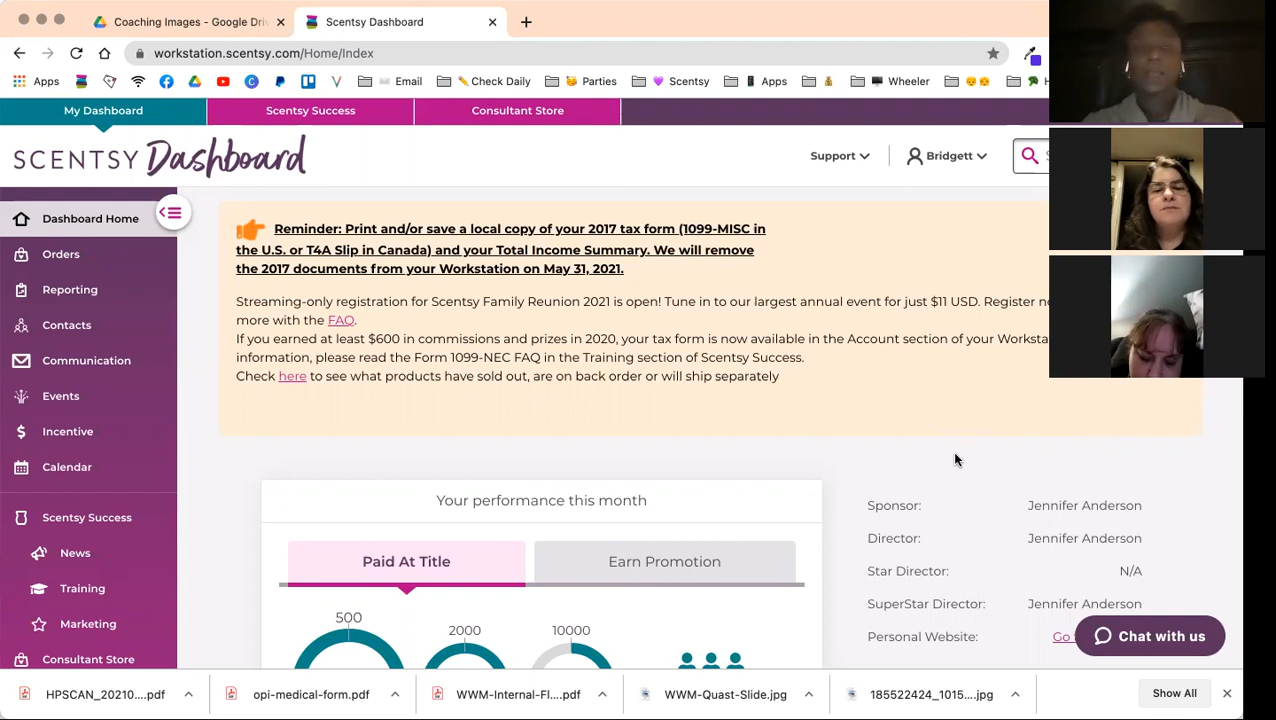 Coaching Images - Google Dri
Scentsy Dashboard
workstation.scentsy.com/Home/Index
Apps
Email
Check Daily
Parties
Scentsy
Apps
Wheeler
My Dashboard
Scentsy Success
Consultant Store
SCENTSY Dashboard
Support
Bridgett
Dashboard Home
Orders
Reporting
Contacts
Communication
Events
Incentive
Calendar
Scentsy Success
News
Training
Marketing
Consultant Store
Reminder: Print and/or save a local copy of your 2017 tax form (1099-MISC in
the U.S. or T4A Slip in Canada) and your Total Income Summary. We will remove
the 2017 documents from your Workstation on May 31, 2021.
Streaming-only registration for Scentsy Family Reunion 2021 is open! Tune in to our largest annual event for just $11 USD. Register
more with the FAQ.
If you earned at least $600 in commissions and prizes in 2020, your tax form is now available in the Account section of your
information, please read the Form 1099-NEC FAQ in the Training section of Scentsy Success.
Check here to see what products have sold out, are on back order or will ship separately
Your performance this month
Paid At Title
Earn Promotion
500
2000
10000
Sponsor: Jennifer Anderson
Director: Jennifer Anderson
Star Director: N/A
SuperStar Director: Jennifer Anderson
Personal Website: Go
Chat with us
HPSCAN_20210....pdf
opi-medical-form.pdf
WWM-Internal-Fl....pdf
WWM-Quast-Slide.jpg
185522424_1015....jpg
Show All